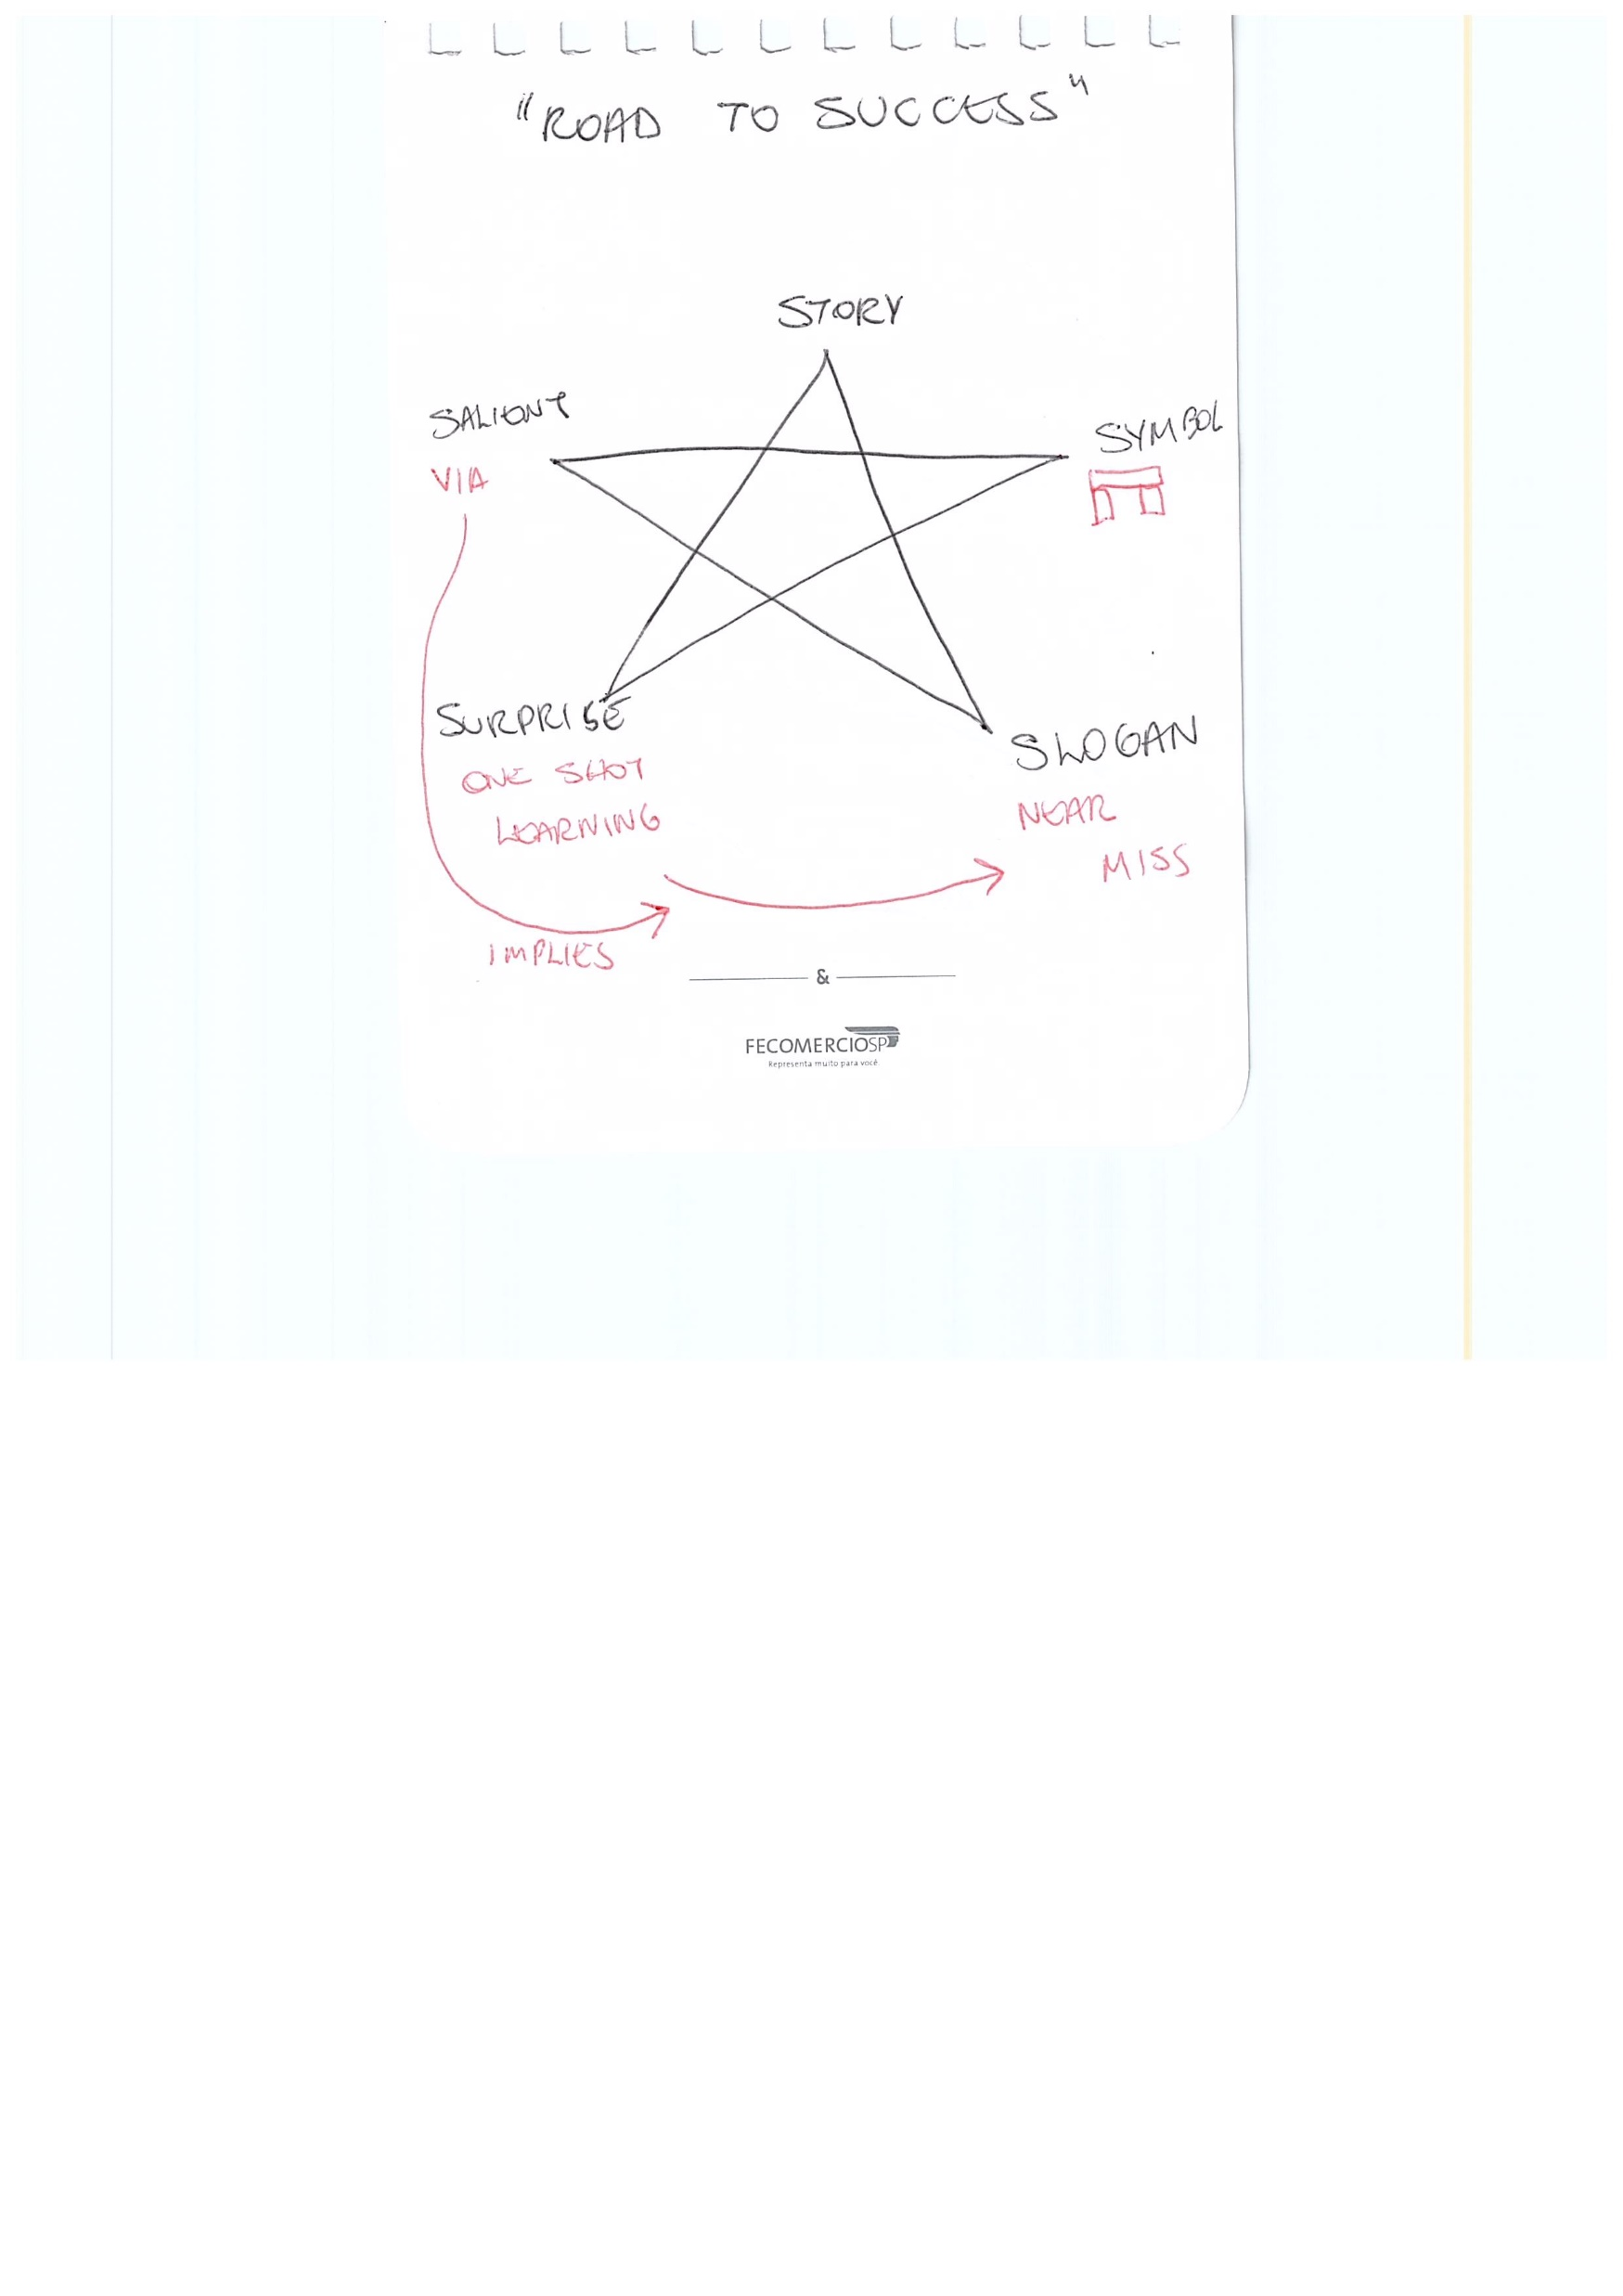 "ROAD TO SUCCESS"
STORY
SALIENT
VIA
SYMBOL
SURPRISE
ONE SHOT
LEARNING
SLOGAN
NEAR
MISS
IMPLIES
&
FECOMERCIOSP
Representa muito para você.